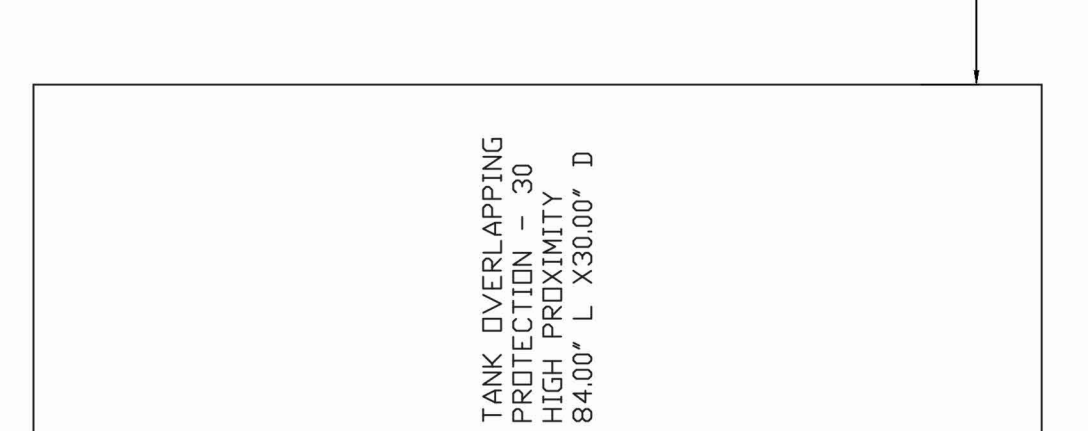 TANK OVERLAPPING
PROTECTION - 30
HIGH PROXIMITY
84.00" L X30.00" D